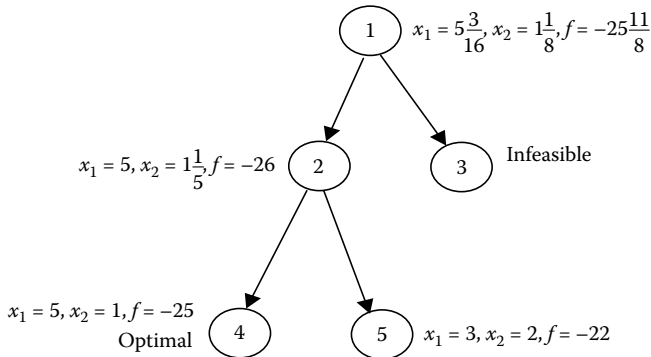 1
x₁ = 5 3/16, x₂ = 1 1/8, f = −25 11/8
x₁ = 5, x₂ = 1 1/5, f = −26
2
3
Infeasible
x₁ = 5, x₂ = 1, f = −25
Optimal
4
5
x₁ = 3, x₂ = 2, f = −22